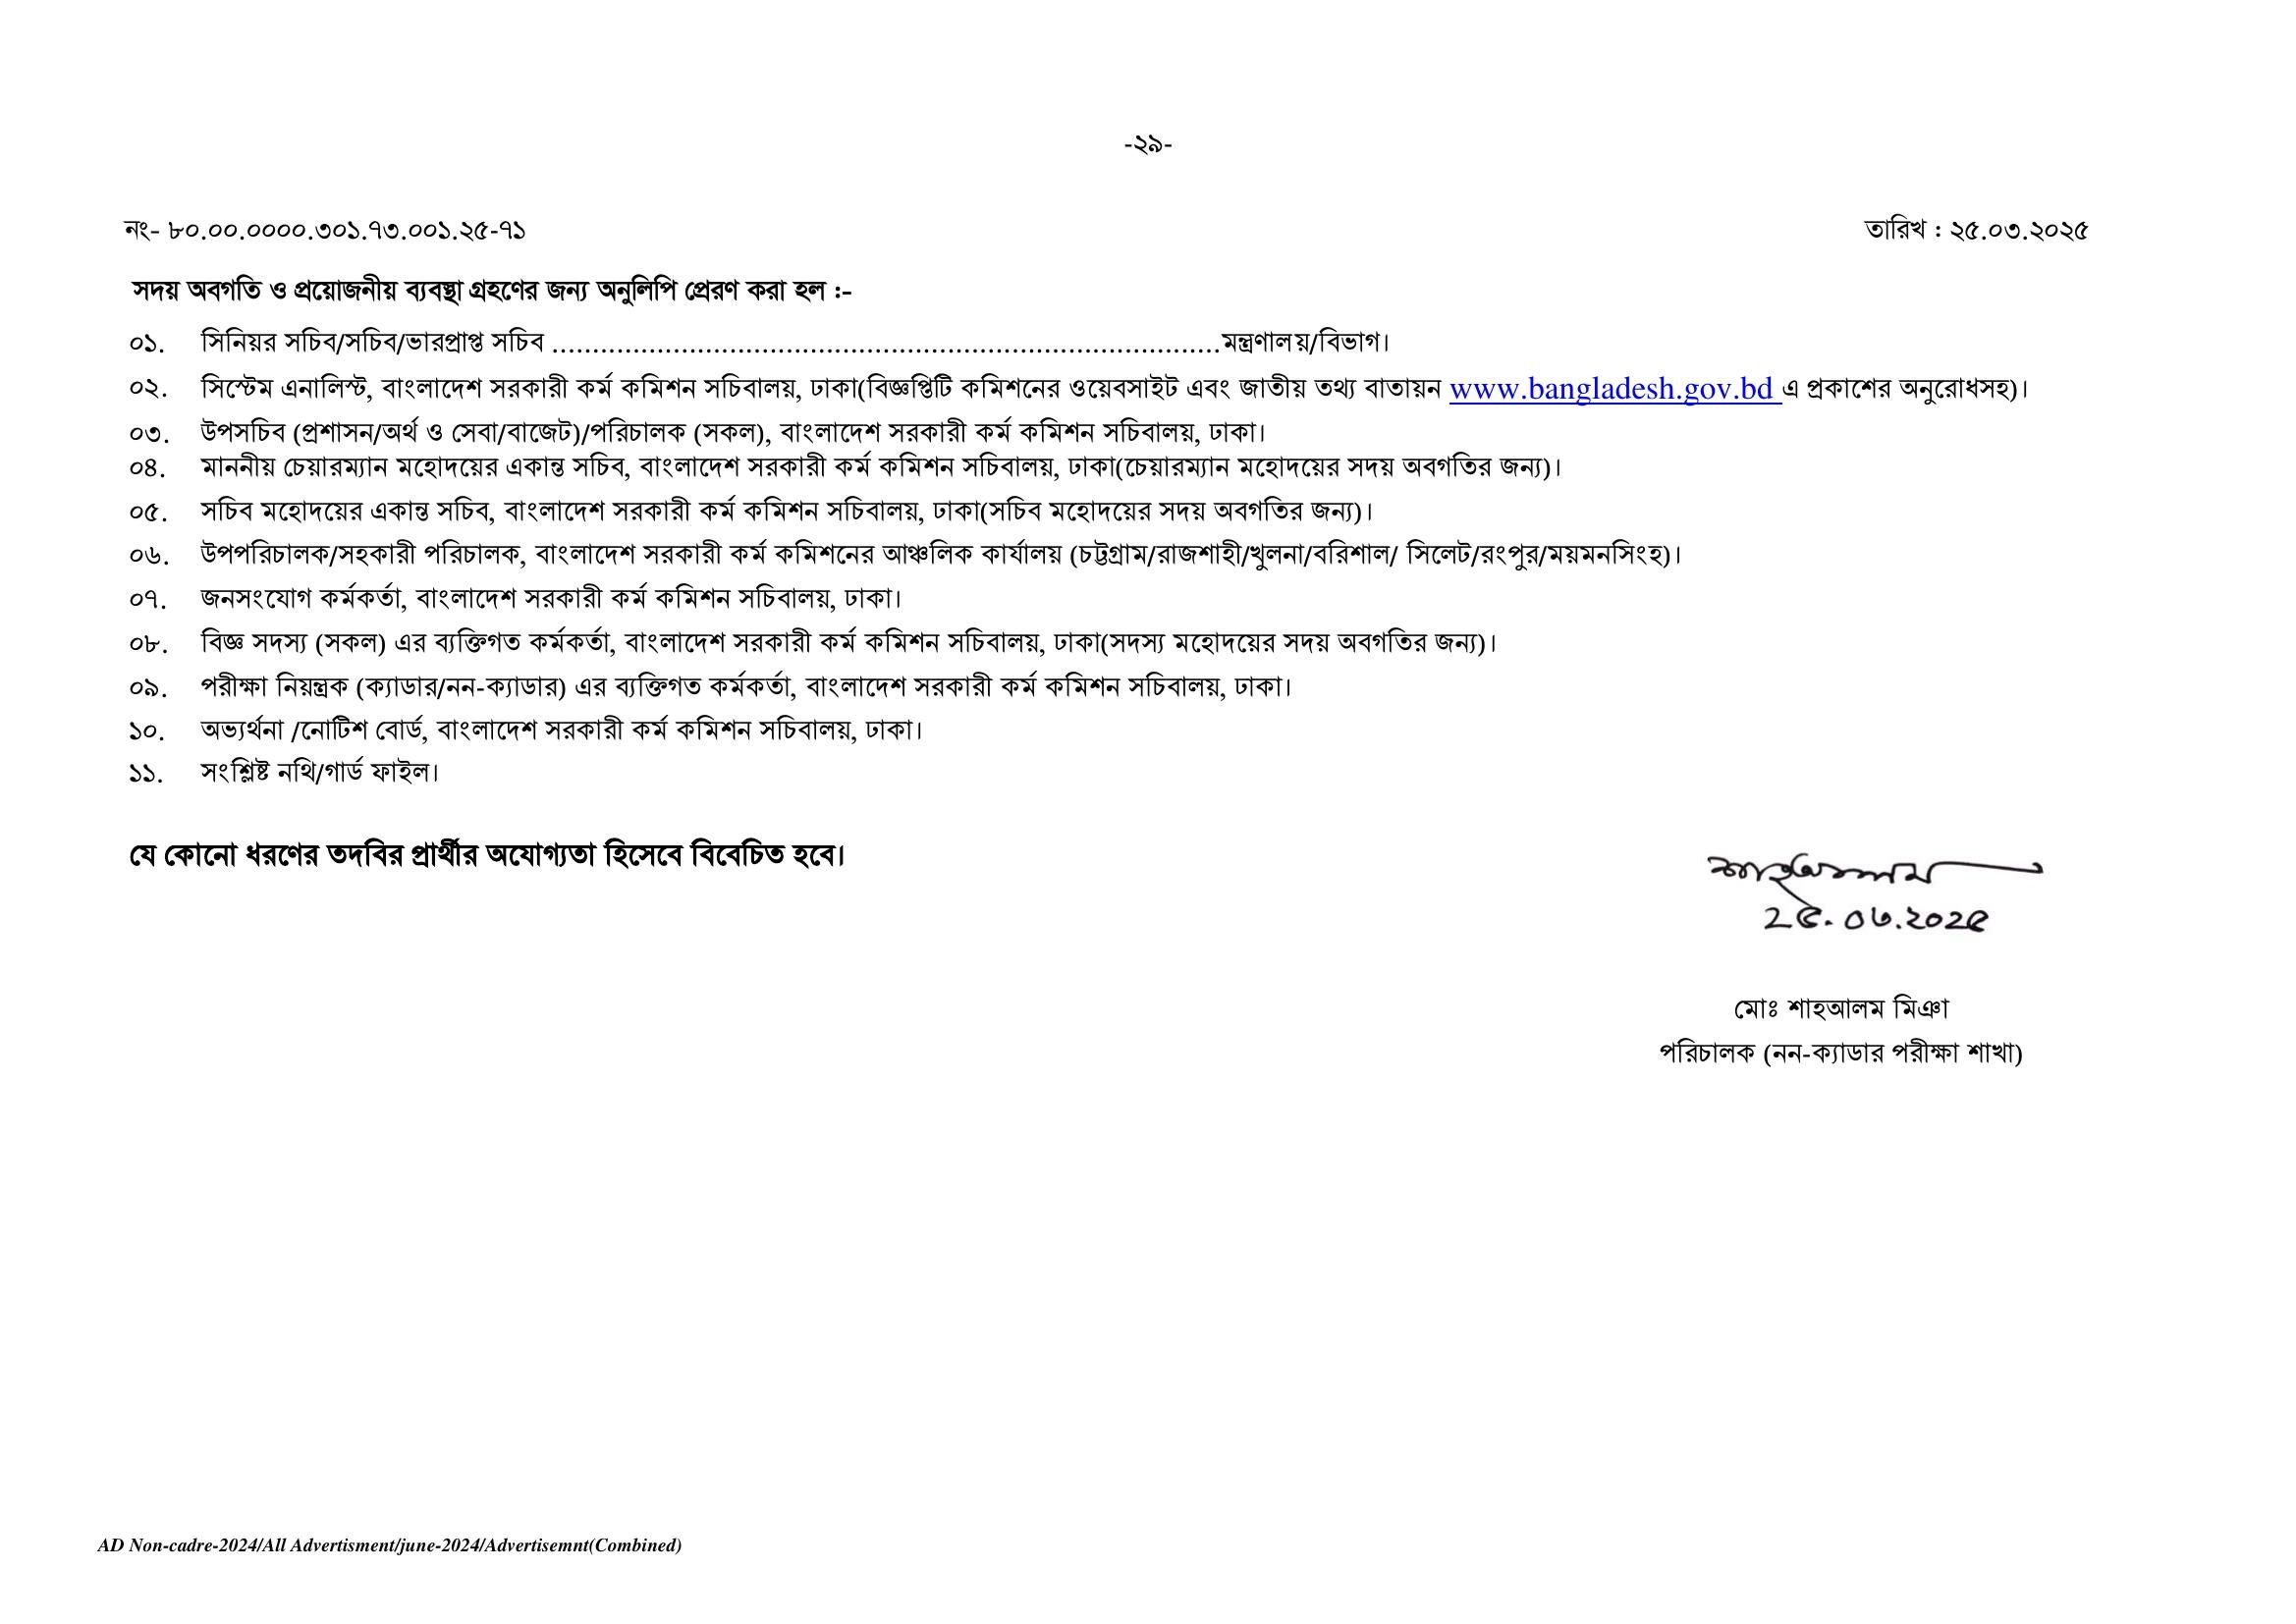 -২৯-
নং- ৮০.০০.০০০০.৩০১.৭৩.০০১.২৫-৭১ তারিখ : ২৫.০৩.২০২৫
সদয় অবগতি ও প্রয়োজনীয় ব্যবস্থা গ্রহণের জন্য অনুলিপি প্রেরণ করা হল :-
০১. সিনিয়র সচিব/সচিব/ভারপ্রাপ্ত সচিব ..................................................................................মন্ত্রণালয়/বিভাগ।
০২. সিস্টেম এনালিস্ট, বাংলাদেশ সরকারী কর্ম কমিশন সচিবালয়, ঢাকা(বিজ্ঞপ্তিটি কমিশনের ওয়েবসাইট এবং জাতীয় তথ্য বাতায়ন www.bangladesh.gov.bd এ প্রকাশের অনুরোধসহ)।
০৩. উপসচিব (প্রশাসন/অর্থ ও সেবা/বাজেট)/পরিচালক (সকল), বাংলাদেশ সরকারী কর্ম কমিশন সচিবালয়, ঢাকা।
০৪. মাননীয় চেয়ারম্যান মহোদয়ের একান্ত সচিব, বাংলাদেশ সরকারী কর্ম কমিশন সচিবালয়, ঢাকা(চেয়ারম্যান মহোদয়ের সদয় অবগতির জন্য)।
০৫. সচিব মহোদয়ের একান্ত সচিব, বাংলাদেশ সরকারী কর্ম কমিশন সচিবালয়, ঢাকা(সচিব মহোদয়ের সদয় অবগতির জন্য)।
০৬. উপপরিচালক/সহকারী পরিচালক, বাংলাদেশ সরকারী কর্ম কমিশনের আঞ্চলিক কার্যালয় (চট্টগ্রাম/রাজশাহী/খুলনা/বরিশাল/ সিলেট/রংপুর/ময়মনসিংহ)।
০৭. জনসংযোগ কর্মকর্তা, বাংলাদেশ সরকারী কর্ম কমিশন সচিবালয়, ঢাকা।
০৮. বিজ্ঞ সদস্য (সকল) এর ব্যক্তিগত কর্মকর্তা, বাংলাদেশ সরকারী কর্ম কমিশন সচিবালয়, ঢাকা(সদস্য মহোদয়ের সদয় অবগতির জন্য)।
০৯. পরীক্ষা নিয়ন্ত্রক (ক্যাডার/নন-ক্যাডার) এর ব্যক্তিগত কর্মকর্তা, বাংলাদেশ সরকারী কর্ম কমিশন সচিবালয়, ঢাকা।
১০. অভ্যর্থনা /নোটিশ বোর্ড, বাংলাদেশ সরকারী কর্ম কমিশন সচিবালয়, ঢাকা।
১১. সংশ্লিষ্ট নথি/গার্ড ফাইল।
যে কোনো ধরণের তদবির প্রার্থীর অযোগ্যতা হিসেবে বিবেচিত হবে।
শাহআলম
২৫.০৩.২০২৫
মোঃ শাহআলম মিঞা
পরিচালক (নন-ক্যাডার পরীক্ষা শাখা)
AD Non-cadre-2024/All Advertisment/june-2024/Advertisemnt(Combined)